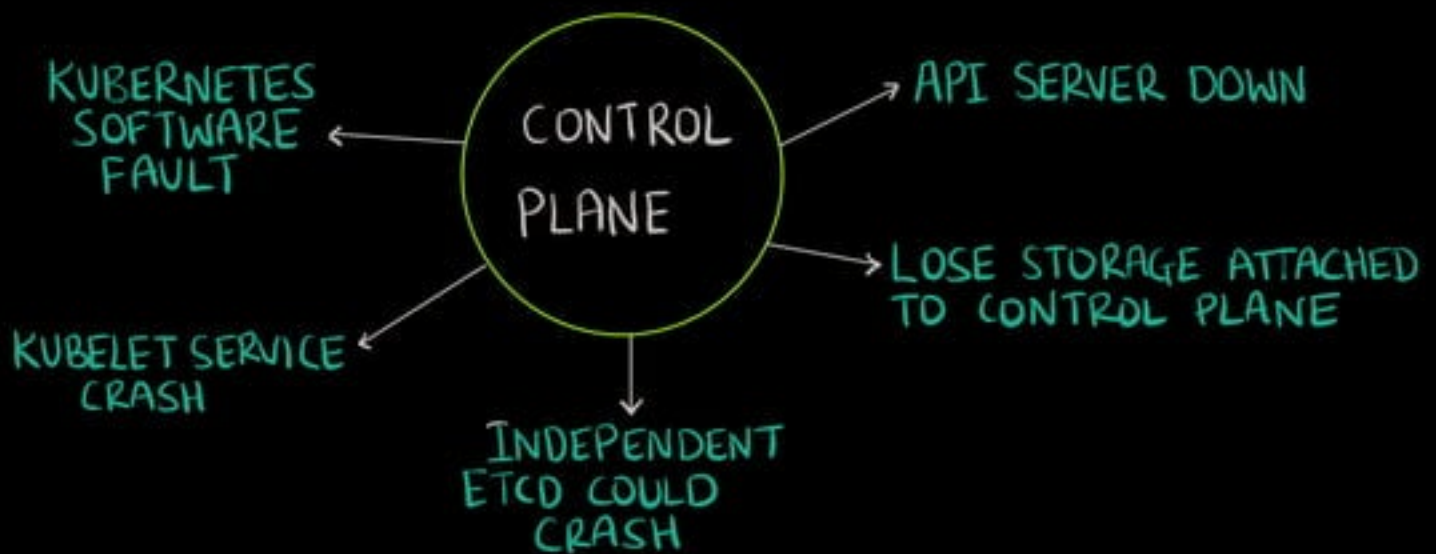 CONTROL
PLANE
KUBERNETES
SOFTWARE
FAULT
API SERVER DOWN
LOSE STORAGE ATTACHED
TO CONTROL PLANE
KUBELET SERVICE
CRASH
INDEPENDENT
ETCD COULD
CRASH